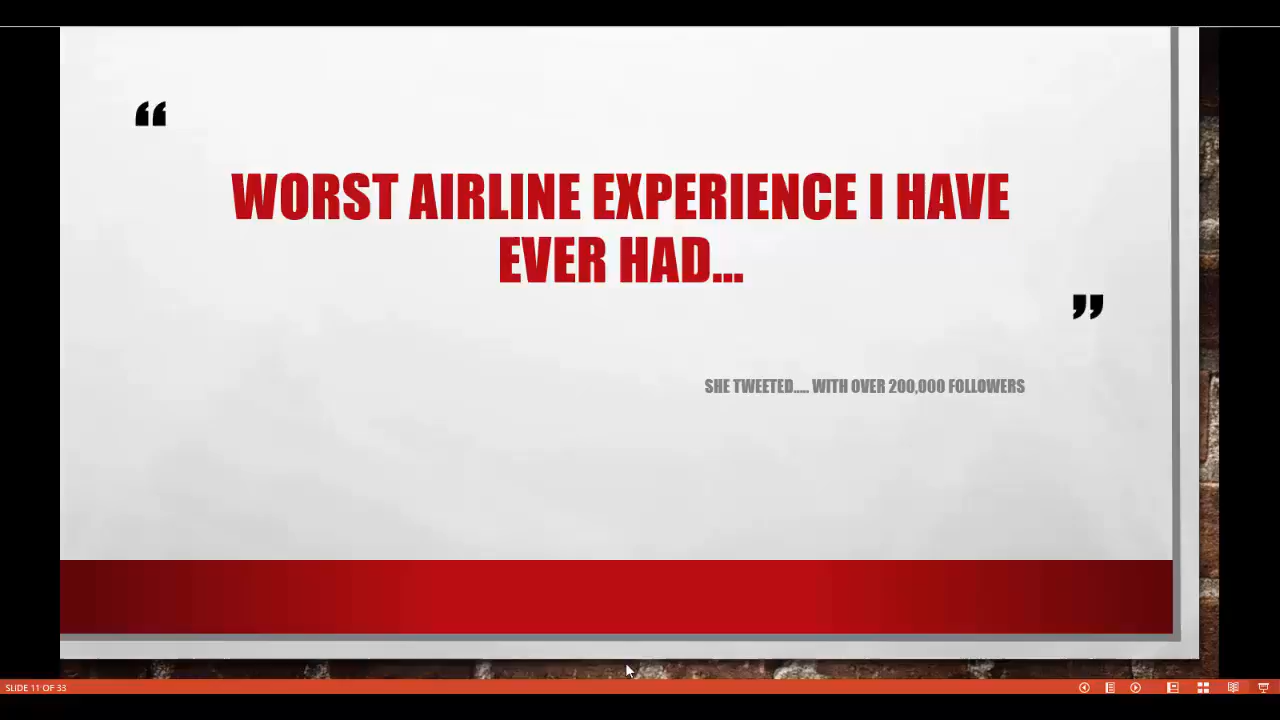 “
WORST AIRLINE EXPERIENCE I HAVE
EVER HAD...
”
SHE TWEETED..... WITH OVER 200,000 FOLLOWERS
SLIDE 11 OF 33